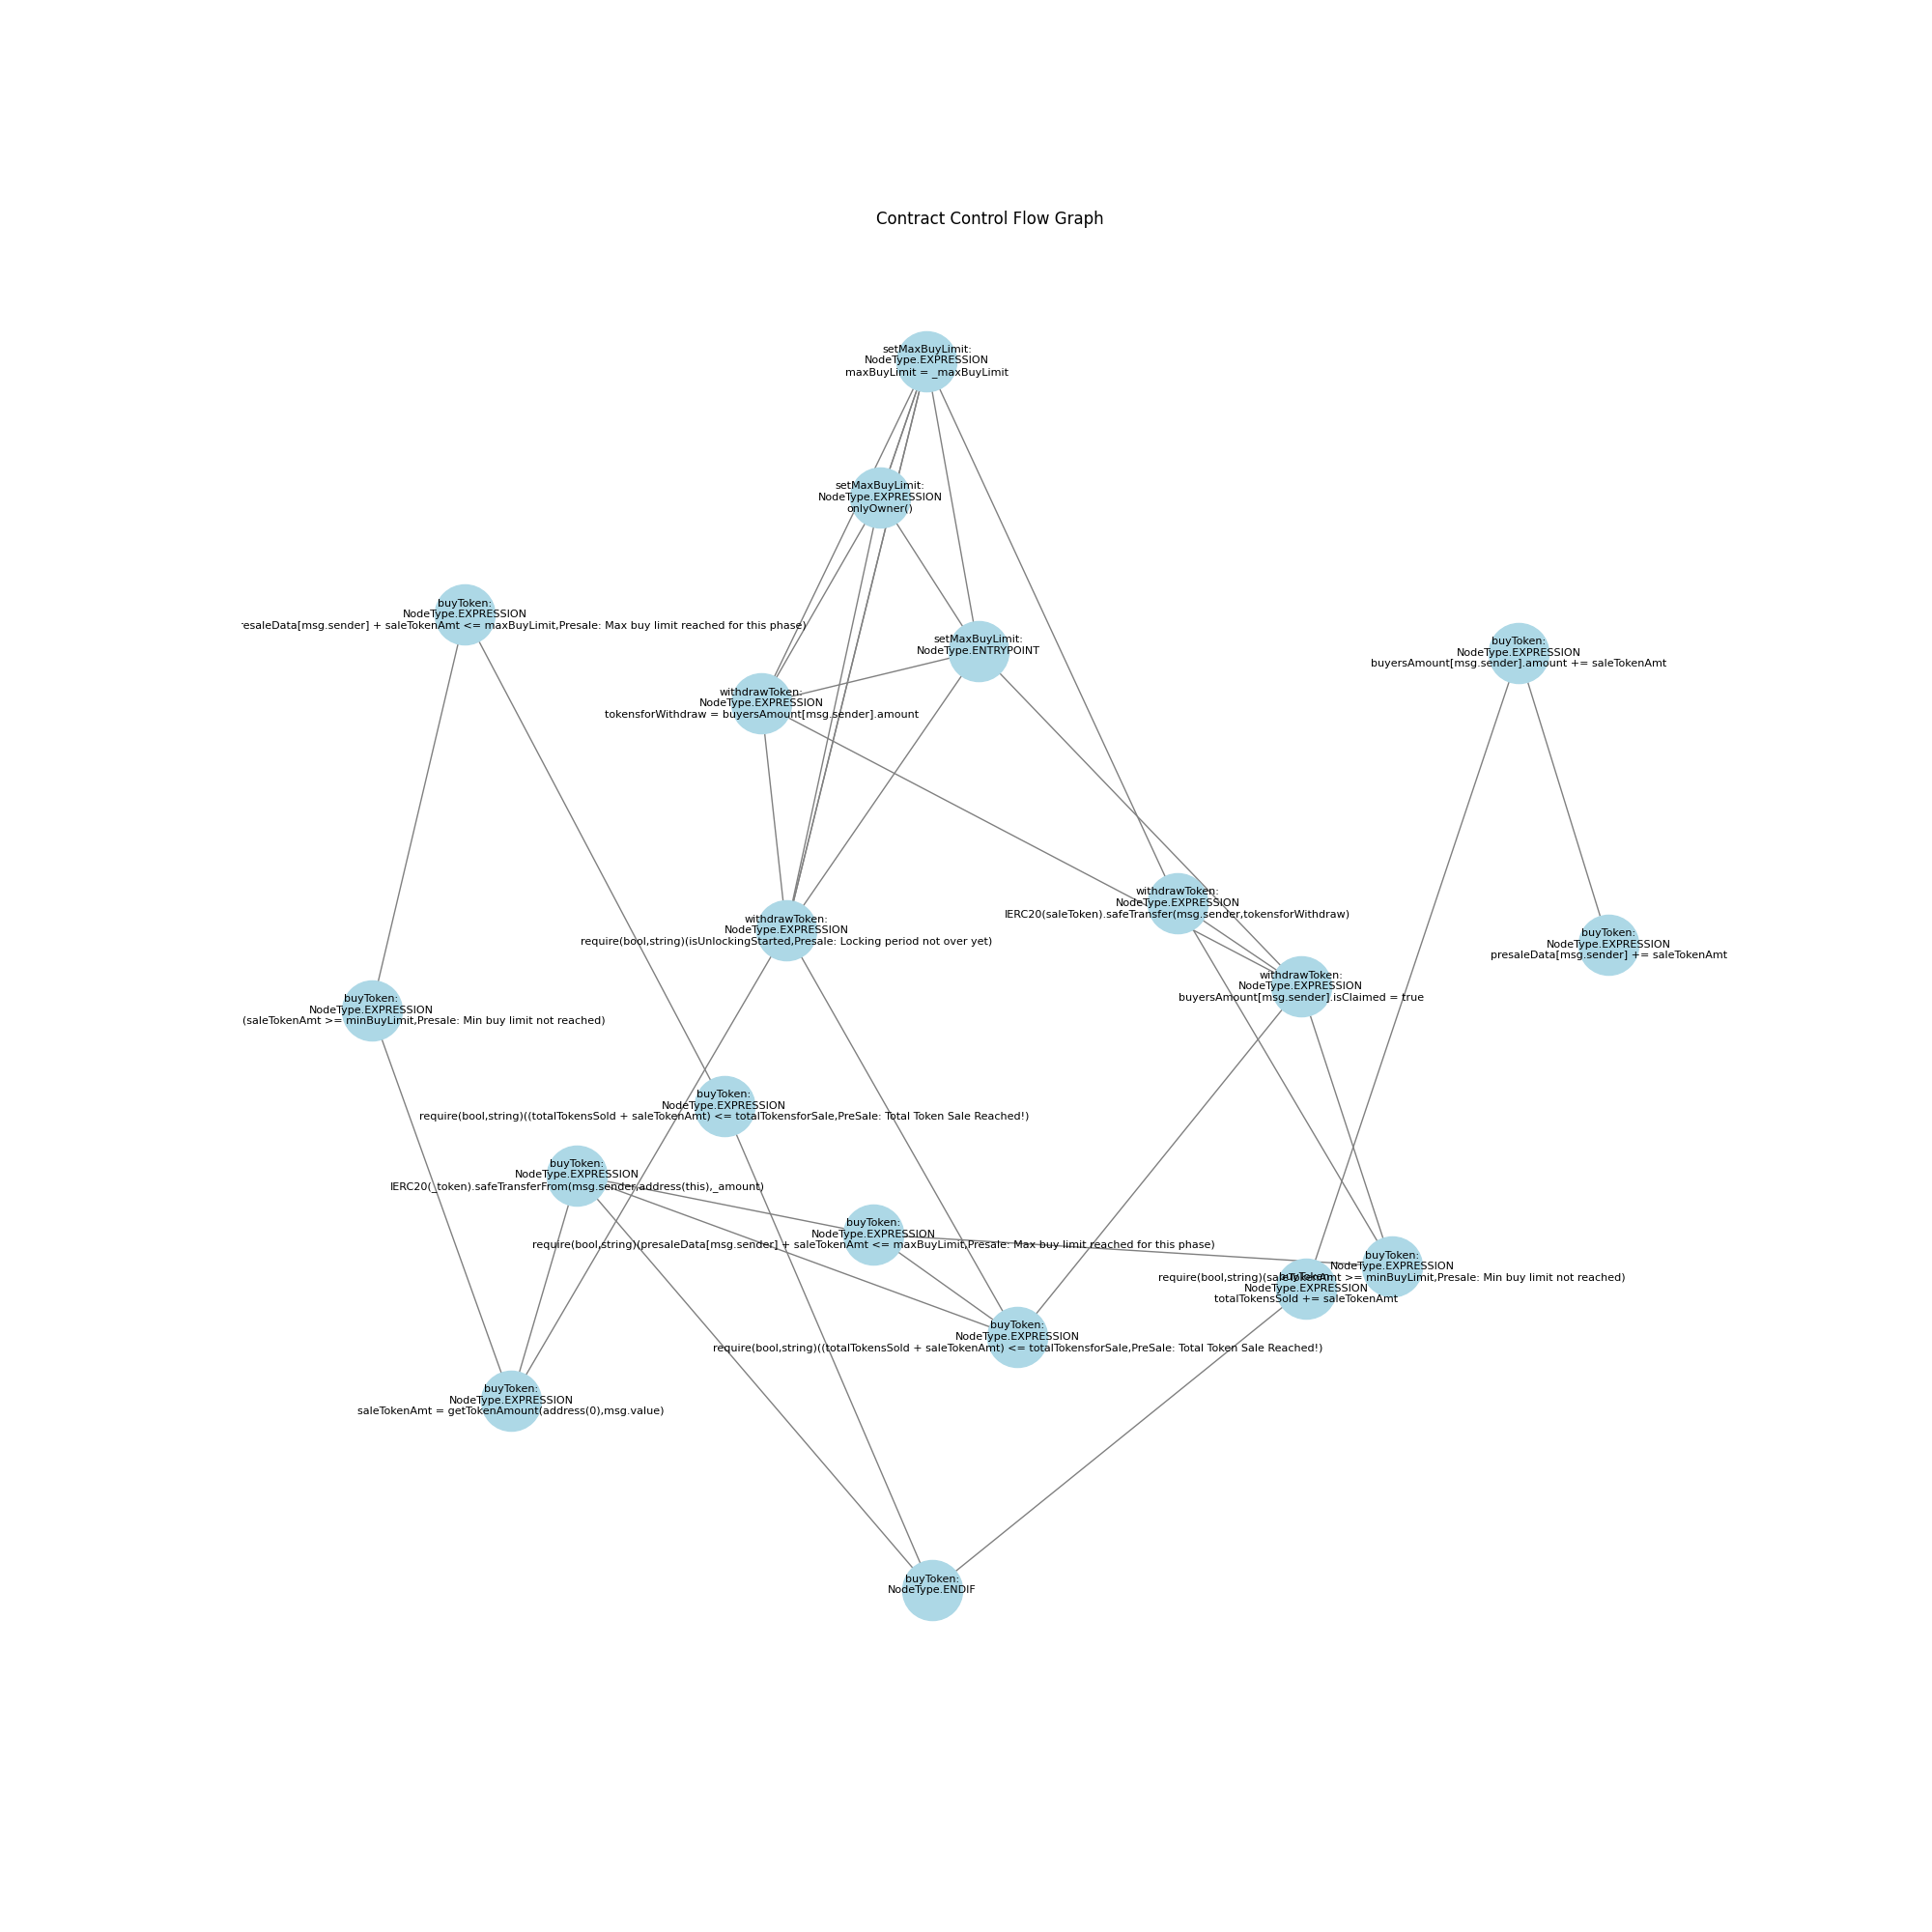 Contract Control Flow Graph
setMaxBuyLimit:
NodeType.EXPRESSION
maxBuyLimit = _maxBuyLimit
setMaxBuyLimit:
NodeType.EXPRESSION
onlyOwner()
buyToken:
NodeType.EXPRESSION
resaleData[msg.sender] + saleTokenAmt <= maxBuyLimit,Presale: Max buy limit reached for this phase)
setMaxBuyLimit:
NodeType.ENTRYPOINT
buyToken:
NodeType.EXPRESSION
buyersAmount[msg.sender].amount += saleTokenAmt
withdrawToken:
NodeType.EXPRESSION
tokensforWithdraw = buyersAmount[msg.sender].amount
withdrawToken:
NodeType.EXPRESSION
IERC20(saleToken).safeTransfer(msg.sender,tokensforWithdraw)
withdrawToken:
NodeType.EXPRESSION
require(bool,string)(isUnlockingStarted,Presale: Locking period not over yet)
buyToken:
NodeType.EXPRESSION
presaleData[msg.sender] += saleTokenAmt
withdrawToken:
NodeType.EXPRESSION
buyersAmount[msg.sender].isClaimed = true
buyToken:
NodeType.EXPRESSION
(saleTokenAmt >= minBuyLimit,Presale: Min buy limit not reached)
buyToken:
NodeType.EXPRESSION
require(bool,string)((totalTokensSold + saleTokenAmt) <= totalTokensforSale,PreSale: Total Token Sale Reached!)
buyToken:
NodeType.EXPRESSION
IERC20(_token).safeTransferFrom(msg.sender,address(this),_amount)
buyToken:
NodeType.EXPRESSION
require(bool,string)(presaleData[msg.sender] + saleTokenAmt <= maxBuyLimit,Presale: Max buy limit reached for this phase)
buyToken:
NodeType.EXPRESSION
require(bool,string)(saleTokenAmt >= minBuyLimit,Presale: Min buy limit not reached)
buyToken:
NodeType.EXPRESSION
totalTokensSold += saleTokenAmt
buyToken:
NodeType.EXPRESSION
require(bool,string)((totalTokensSold + saleTokenAmt) <= totalTokensforSale,PreSale: Total Token Sale Reached!)
buyToken:
NodeType.EXPRESSION
saleTokenAmt = getTokenAmount(address(0),msg.value)
buyToken:
NodeType.ENDIF